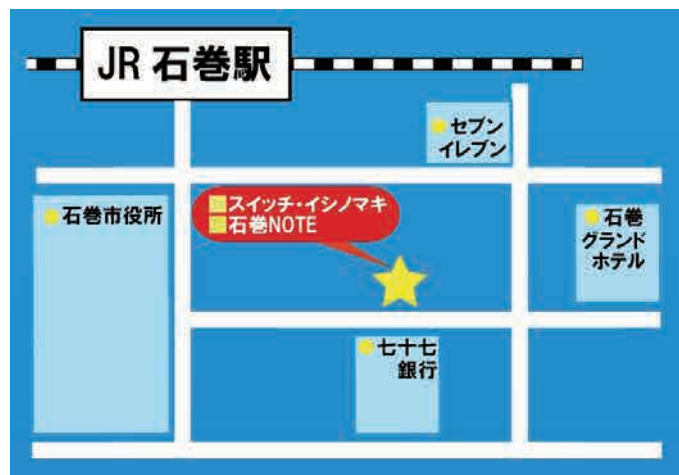 JR 石巻駅
セブン
イレブン
石巻市役所
■スイッチ・イシノマキ
■石巻NOTE
石巻
グランド
ホテル
七十七
銀行